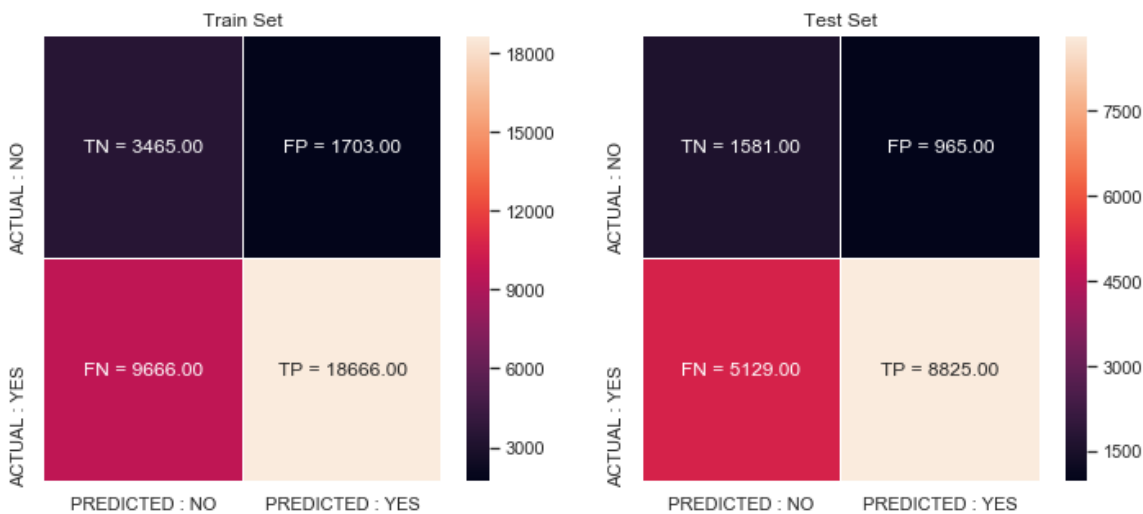 Train Set
TN = 3465.00
FP = 1703.00
FN = 9666.00
TP = 18666.00
ACTUAL : NO
ACTUAL : YES
PREDICTED : NO
PREDICTED : YES
18000
15000
12000
9000
6000
3000
Test Set
TN = 1581.00
FP = 965.00
FN = 5129.00
TP = 8825.00
ACTUAL : NO
ACTUAL : YES
PREDICTED : NO
PREDICTED : YES
7500
6000
4500
3000
1500